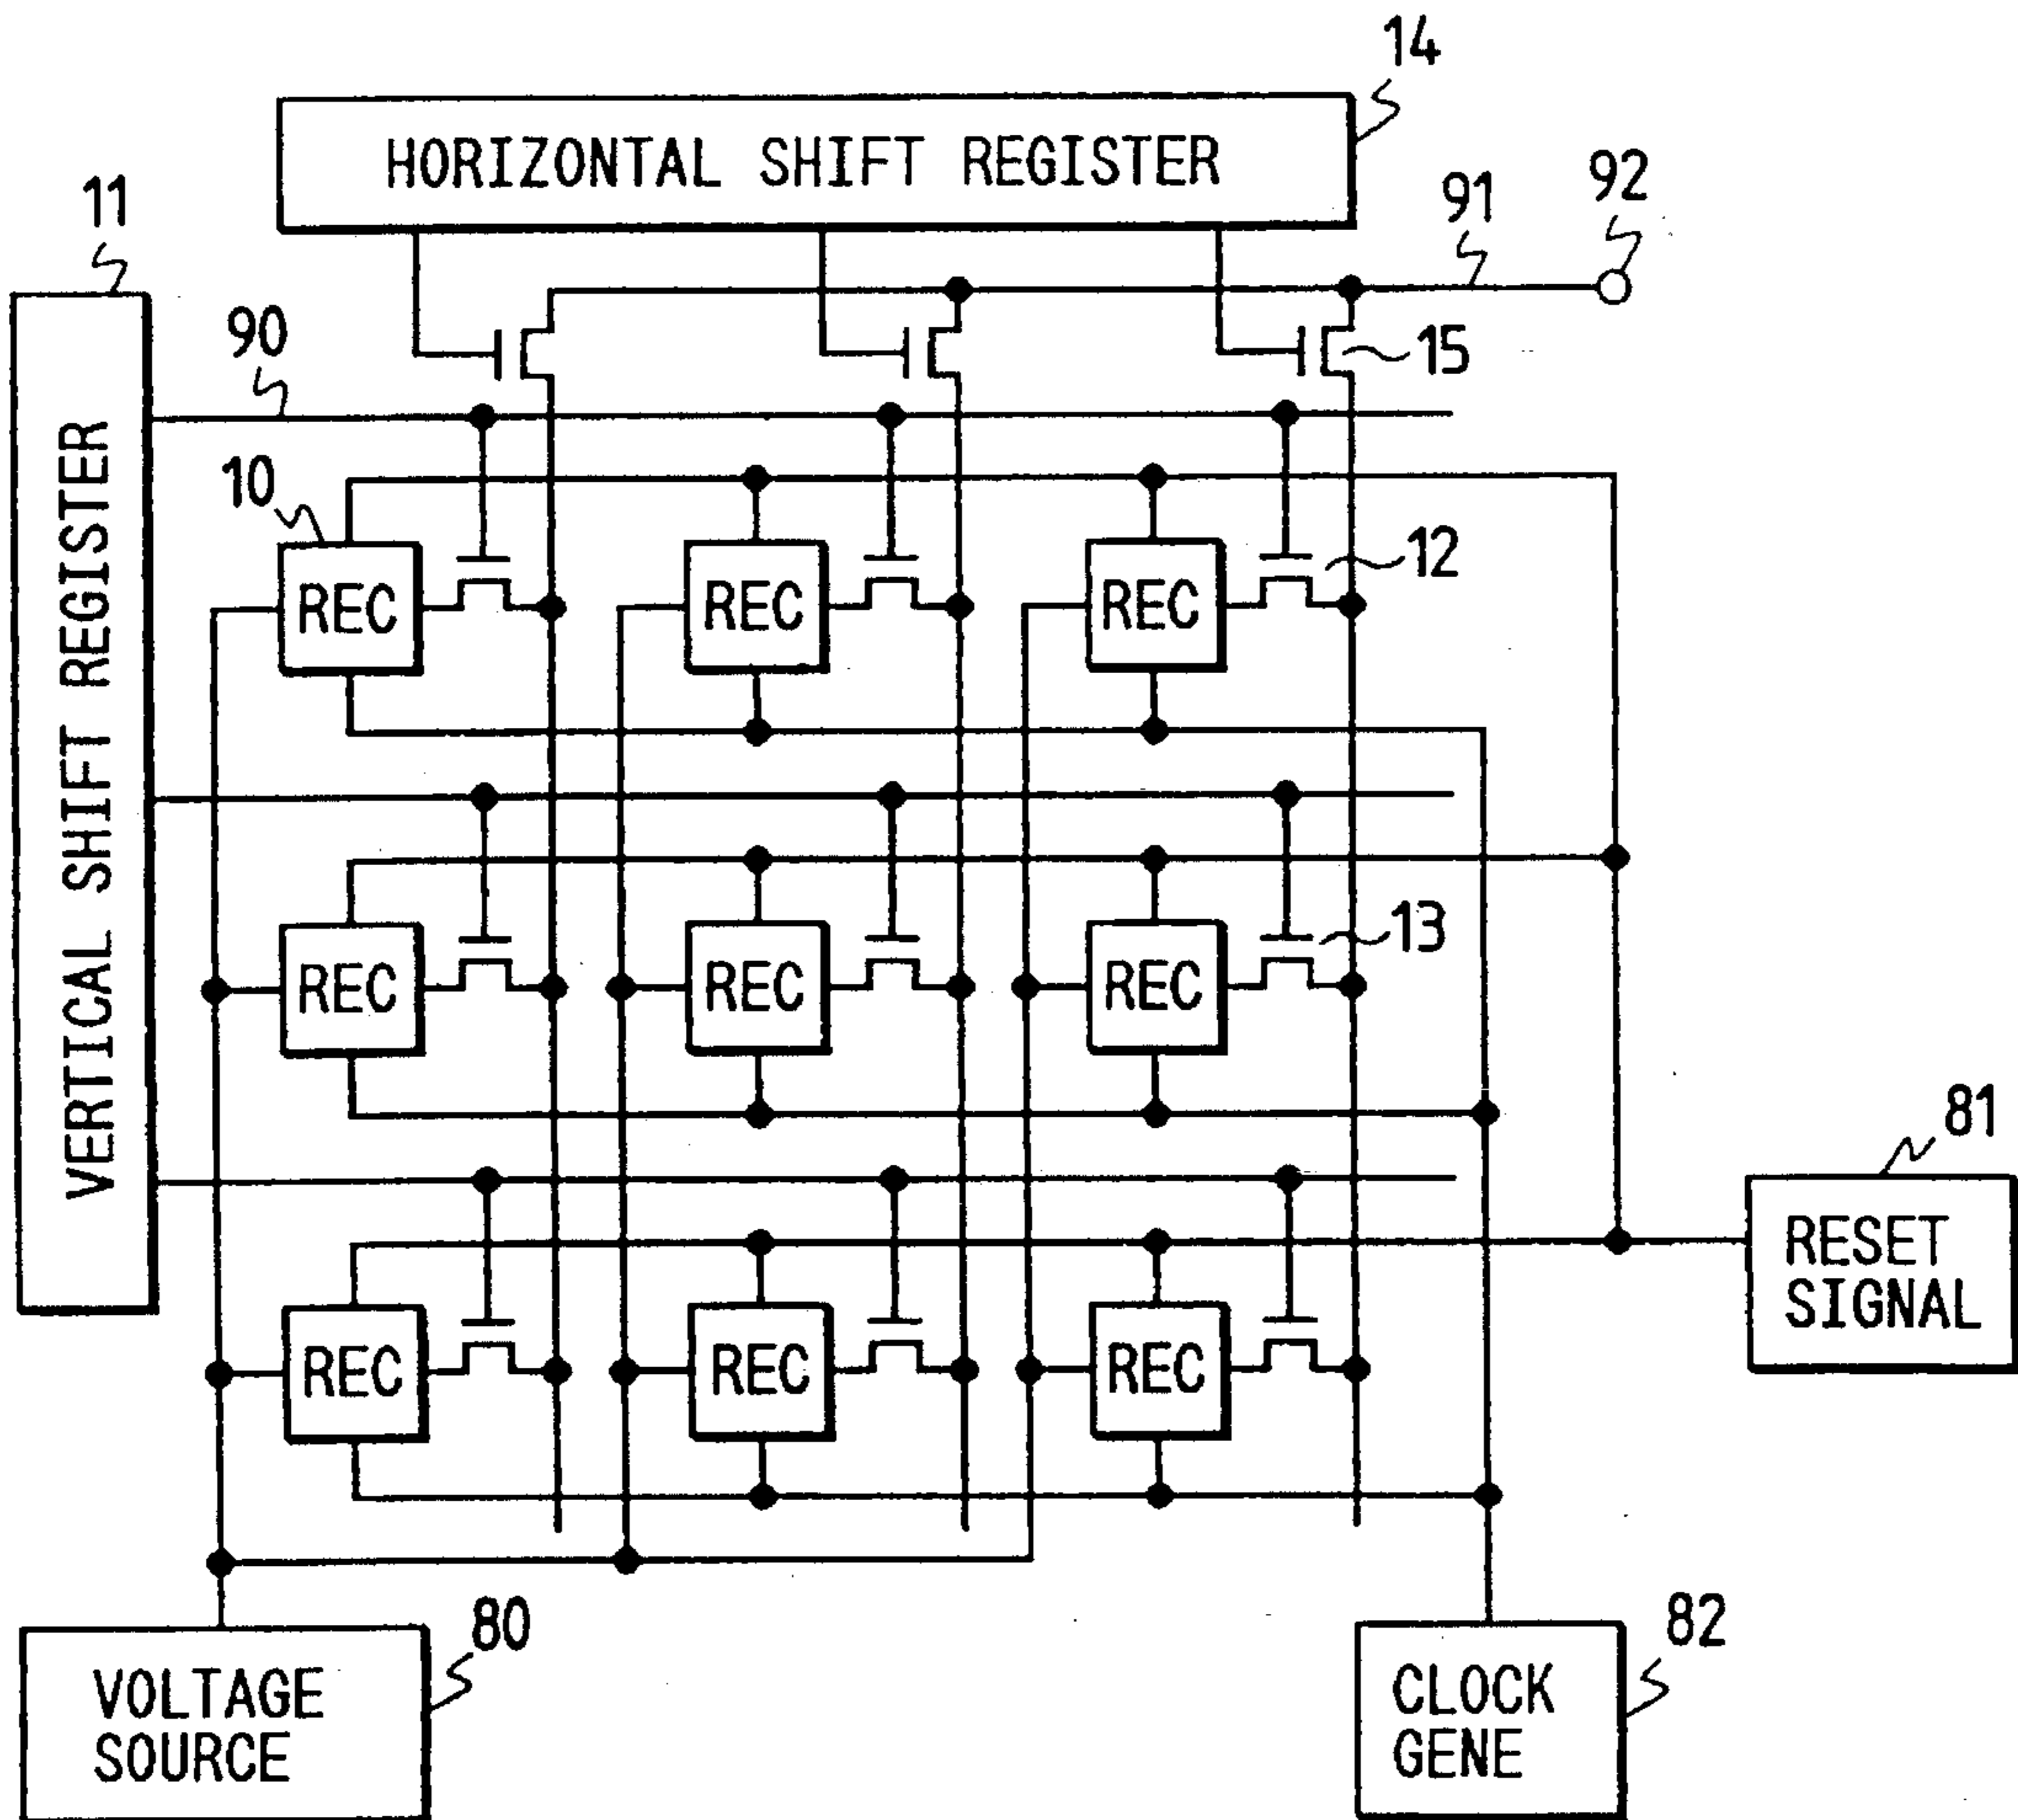 14
HORIZONTAL SHIFT REGISTER
11
91
92
90
15
VERTICAL SHIFT REGISTER
10
12
REC
REC
REC
13
REC
REC
REC
81
RESET
SIGNAL
REC
REC
REC
80
82
VOLTAGE
SOURCE
CLOCK
GENE